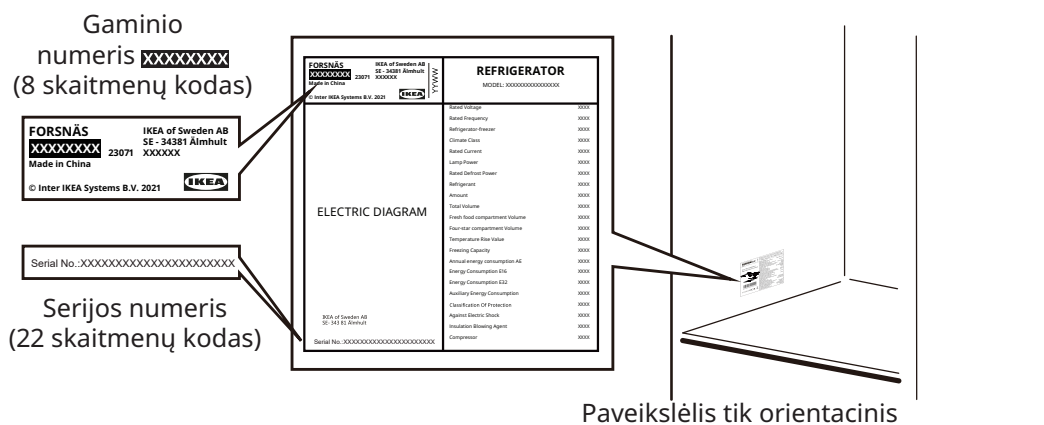 Gaminio
numeris XXXXXXXX
(8 skaitmenų kodas)
FORSNÄS
XXXXXXXX 23071
Made in China
IKEA of Sweden AB
SE - 34381 Älmhult
XXXXXX
© Inter IKEA Systems B.V. 2021
IKEA
Serial No.:XXXXXXXXXXXXXXXXXXXXXX
Serijos numeris
(22 skaitmenų kodas)
FORSNÄS
XXXXXXXX 23071
Made in China
IKEA of Sweden AB
SE - 34381 Älmhult
XXXXXX
© Inter IKEA Systems B.V. 2021
IKEA
YYWW
REFRIGERATOR
MODEL: XXXXXXXXXXXXXXXX
ELECTRIC DIAGRAM
IKEA of Sweden AB
SE- 343 81 Älmhult
Serial No.:XXXXXXXXXXXXXXXXXXXXXX
Rated Voltage XXXX
Rated Frequency XXXX
Refrigerator-freezer XXXX
Climate Class XXXX
Rated Current XXXX
Lamp Power XXXX
Rated Defrost Power XXXX
Refrigerant XXXX
Amount XXXX
Total Volume XXXX
Fresh food compartment Volume XXXX
Four-star compartment Volume XXXX
Temperature Rise Value XXXX
Freezing Capacity XXXX
Annual energy consumption AE XXXX
Energy Consumption E16 XXXX
Energy Consumption E32 XXXX
Auxiliary Energy Consumption XXXX
Classification Of Protection XXXX
Against Electric Shock XXXX
Insulation Blowing Agent XXXX
Compressor XXXX
Paveikslėlis tik orientacinis